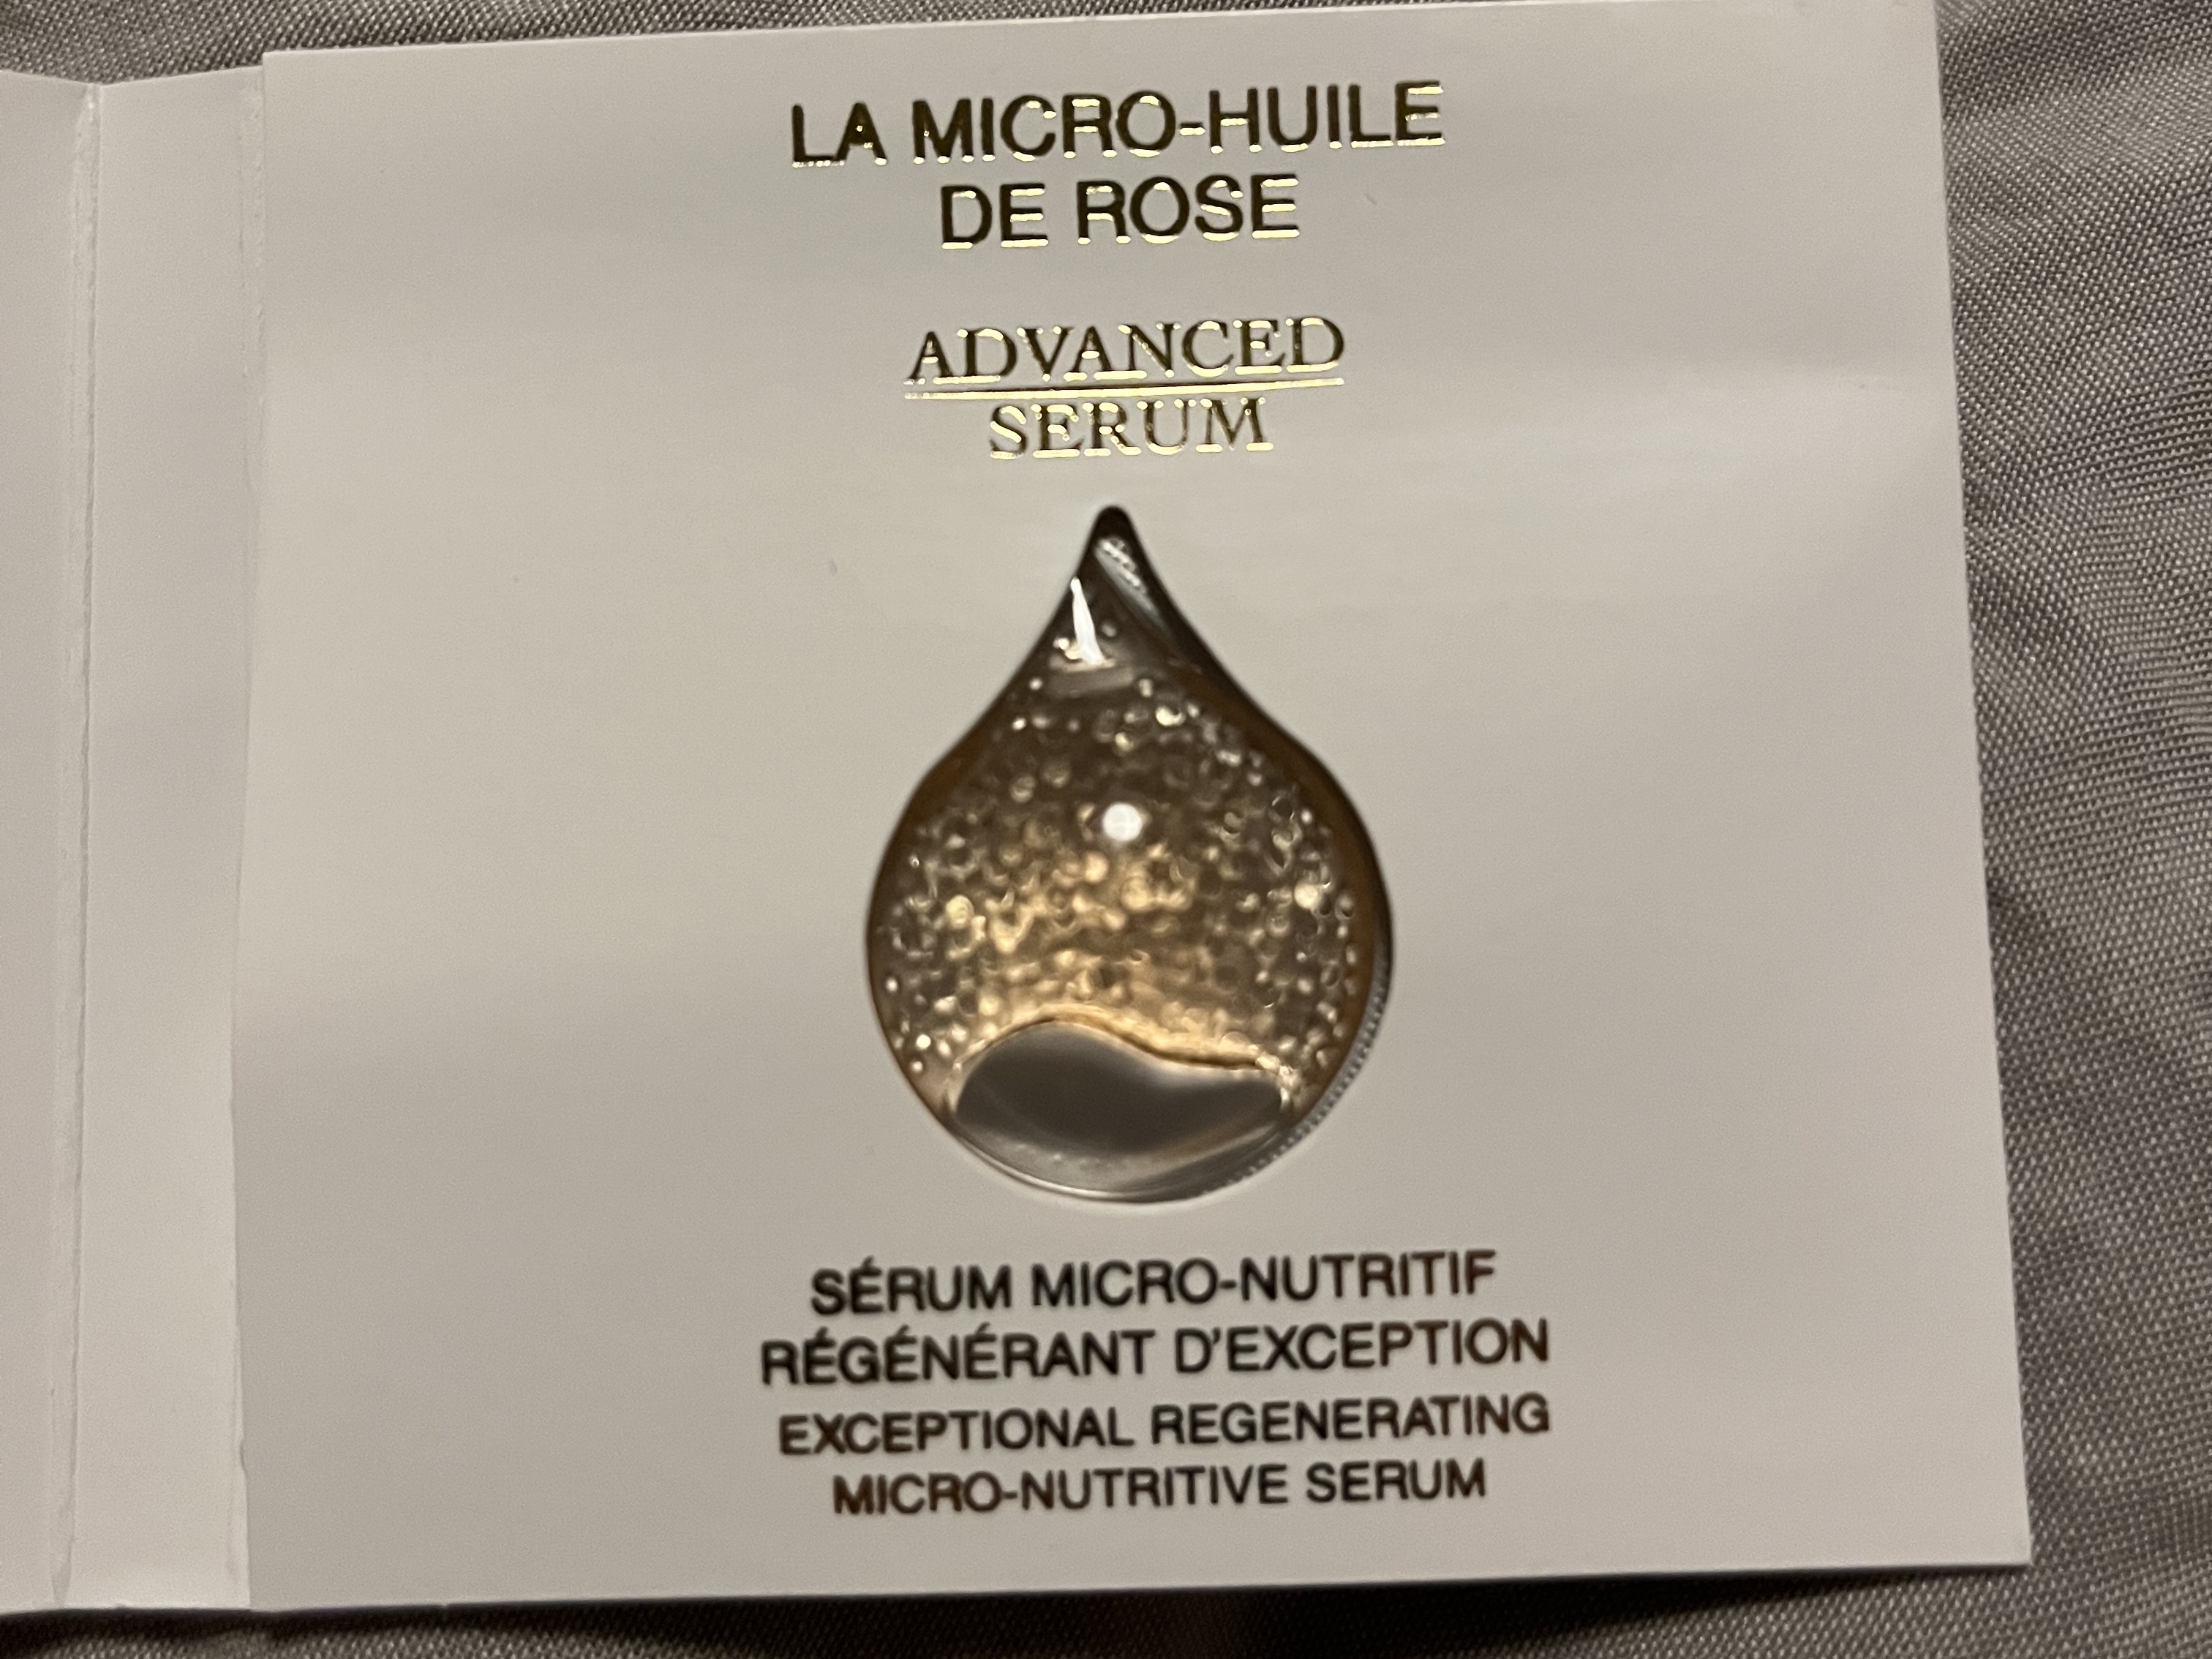 LA MICRO-HUILE
DE ROSE
ADVANCED
SERUM
SÉRUM MICRO-NUTRITIF
RÉGÉNÉRANT D'EXCEPTION
EXCEPTIONAL REGENERATING
MICRO-NUTRITIVE SERUM